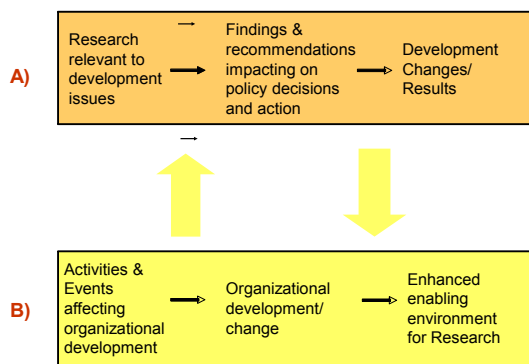 A)
Research
relevant to
development
issues
Findings &
recommendations
impacting on
policy decisions
and action
Development
Changes/
Results
B)
Activities &
Events
affecting
organizational
development
Organizational
development/
change
Enhanced
enabling
environment
for Research